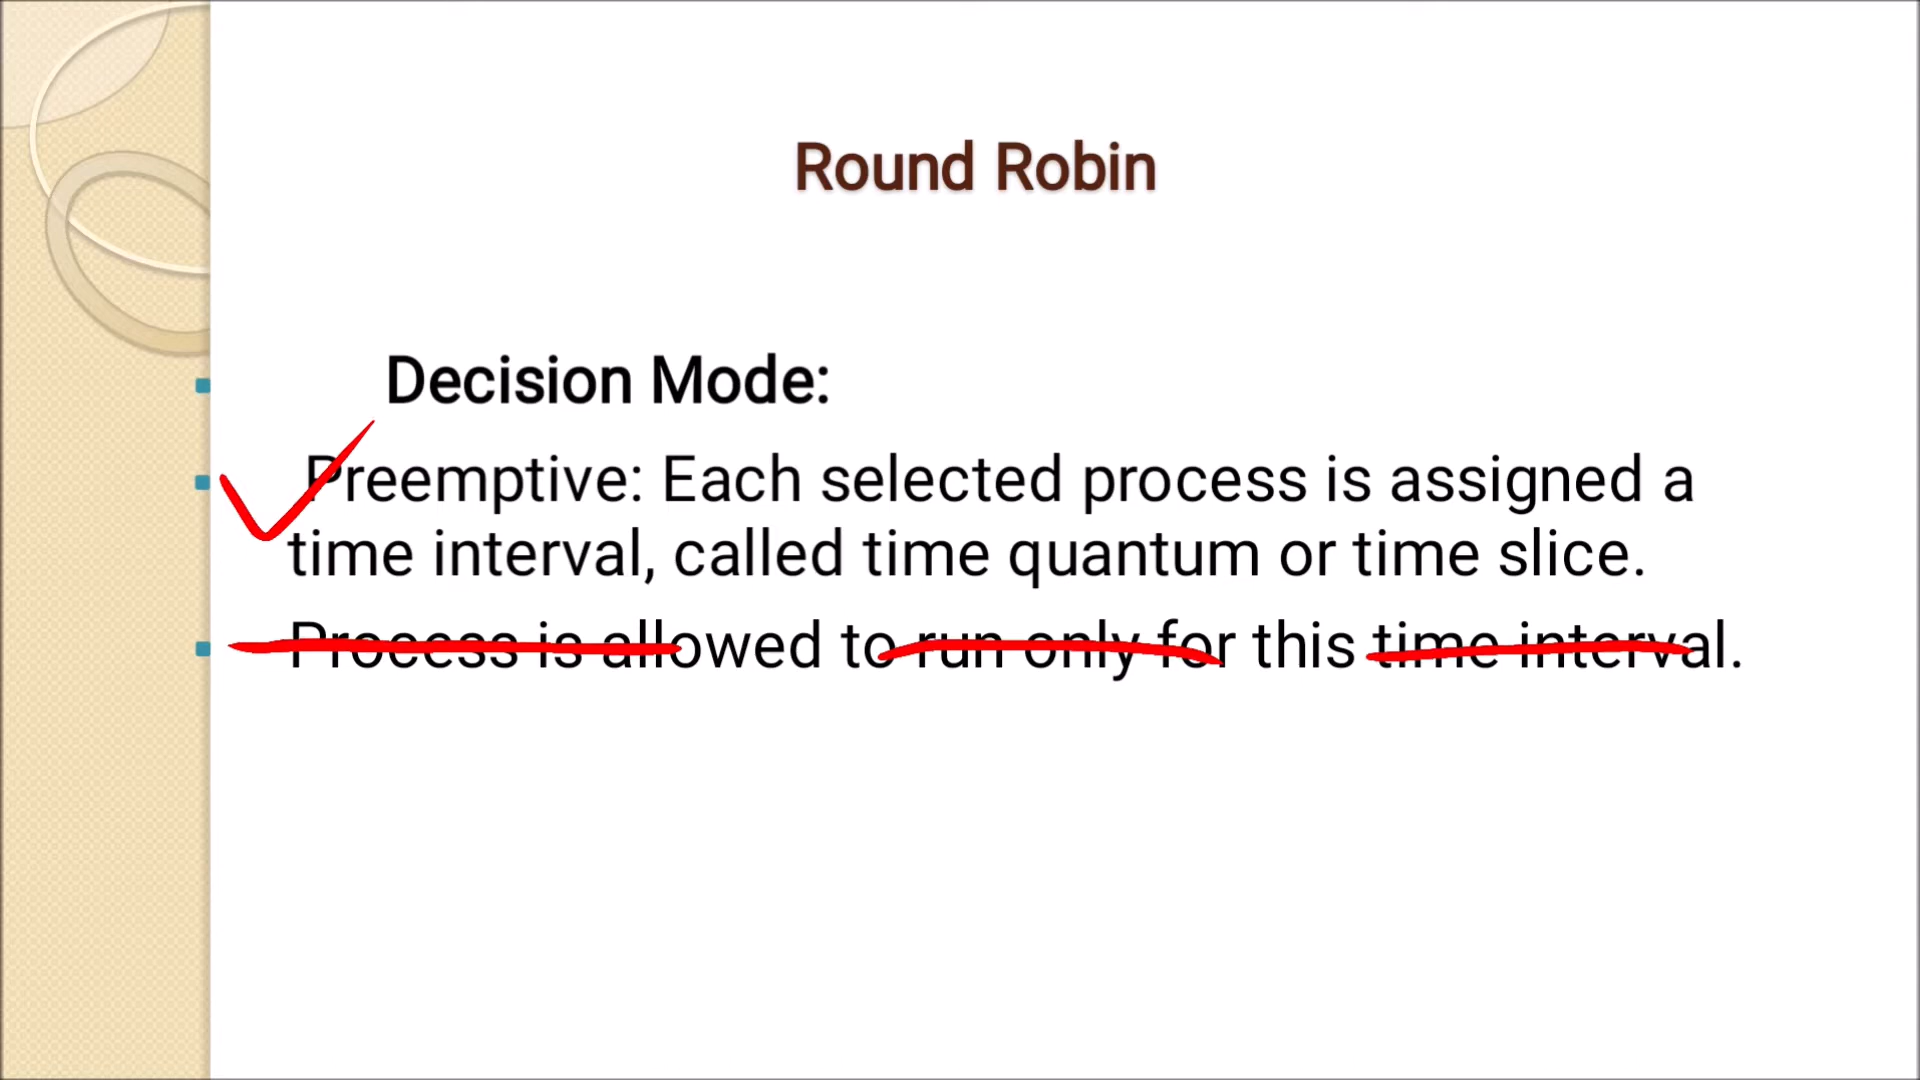 Round Robin
Decision Mode:
Preemptive: Each selected process is assigned a
time interval, called time quantum or time slice.
Process is allowed to run only for this time interval.